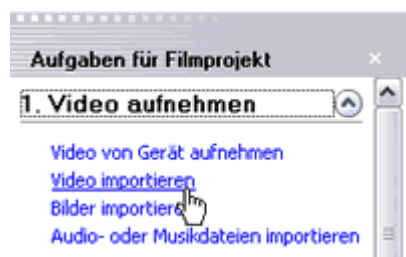 Aufgaben für Filmprojekt
1. Video aufnehmen
Video von Gerät aufnehmen
Video importieren
Bilder importieren
Audio- oder Musikdateien importieren